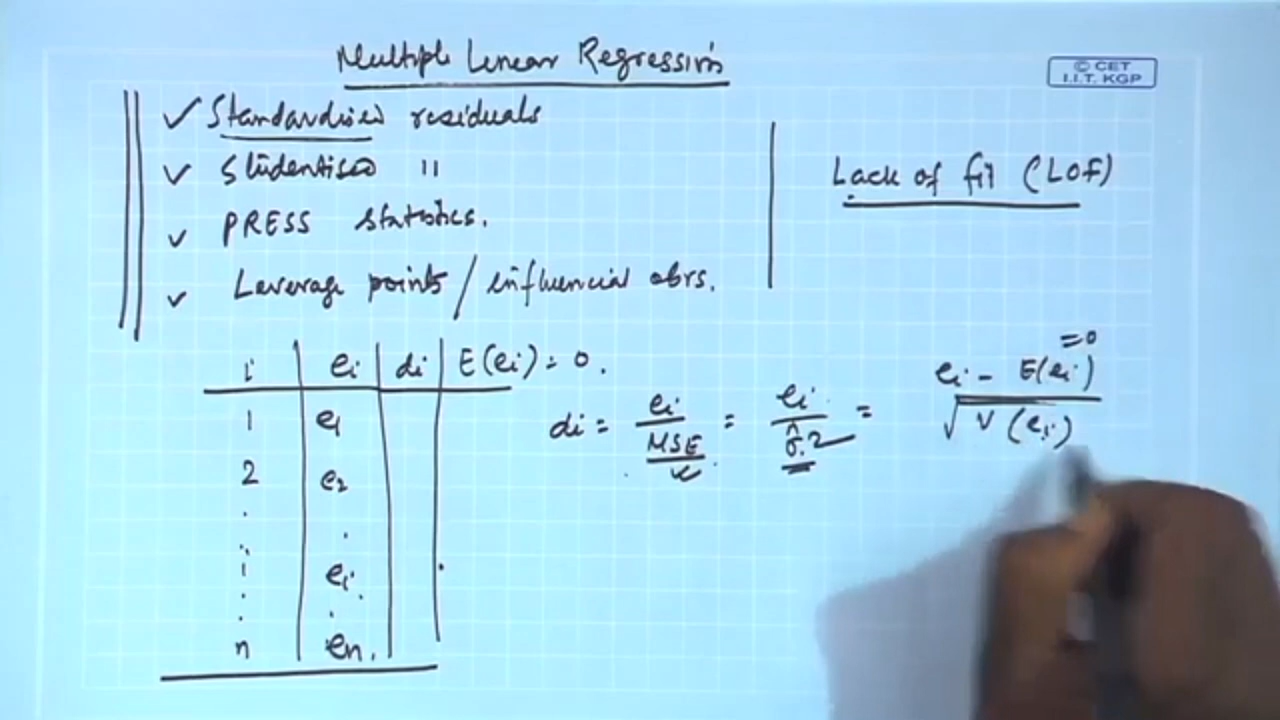 Multiple Linear Regression
© CET
I.I.T. KGP
✓ Standardised residuals
✓ Studentised "
✓ PRESS statistics.
✓ Leverage points / influencial obrs.
Lack of fit (LOF)
i | ei | di | E(ei) = 0.
1 | e1
2 | e2
. .
i | ei.
. .
n | en.
di = ei / MSE = ei / σ̂2 = ei - E(ei) / √V(ei)
=0